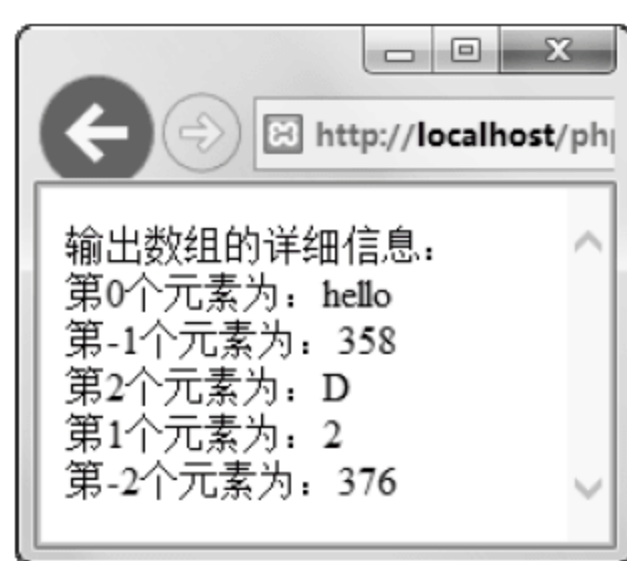 http://localhost/php
输出数组的详细信息：
第0个元素为：hello
第-1个元素为：358
第2个元素为：D
第1个元素为：2
第-2个元素为：376